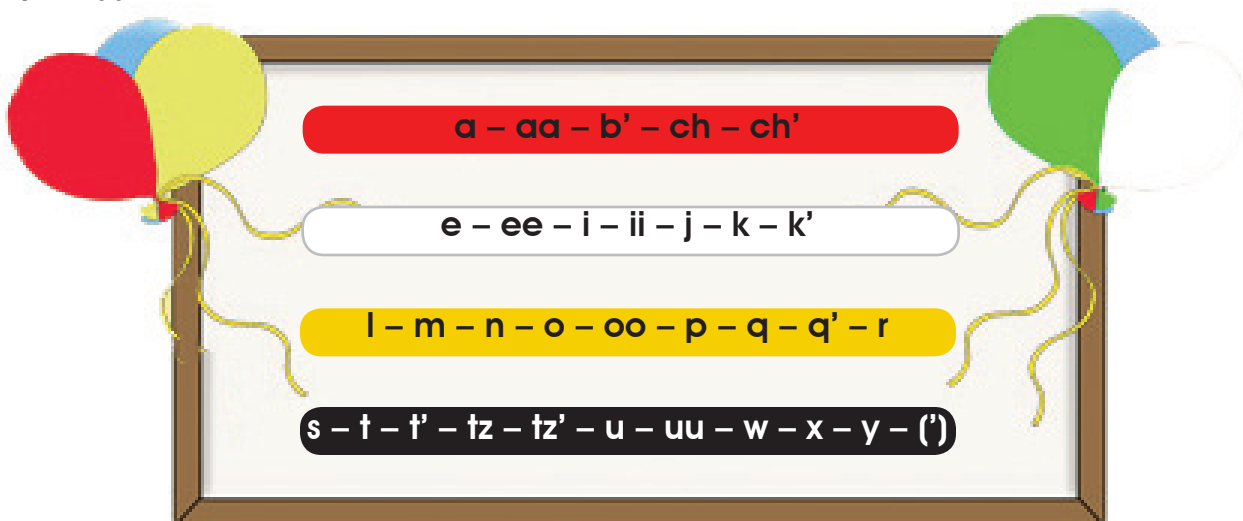 a – aa – b’ – ch – ch’
e – ee – i – ii – j – k – k’
l – m – n – o – oo – p – q – q’ – r
s – t – t’ – tz – tz’ – u – uu – w – x – y – (’)